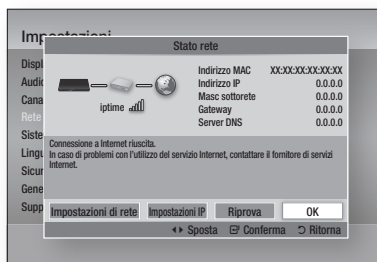 Impostazioni
Stato rete
Displ
Audio
Cana
Rete
Siste
Lingu
Sicur
Gene
Supp
iptime
Indirizzo MAC XX:XX:XX:XX:XX:XX
Indirizzo IP 0.0.0.0
Masc sottorete 0.0.0.0
Gateway 0.0.0.0
Server DNS 0.0.0.0
Connessione a Internet riuscita.
In caso di problemi con l'utilizzo del servizio Internet, contattare il fornitore di servizi
Internet.
Impostazioni di rete Impostazioni IP Riprova OK
Sposta Conferma Ritorna